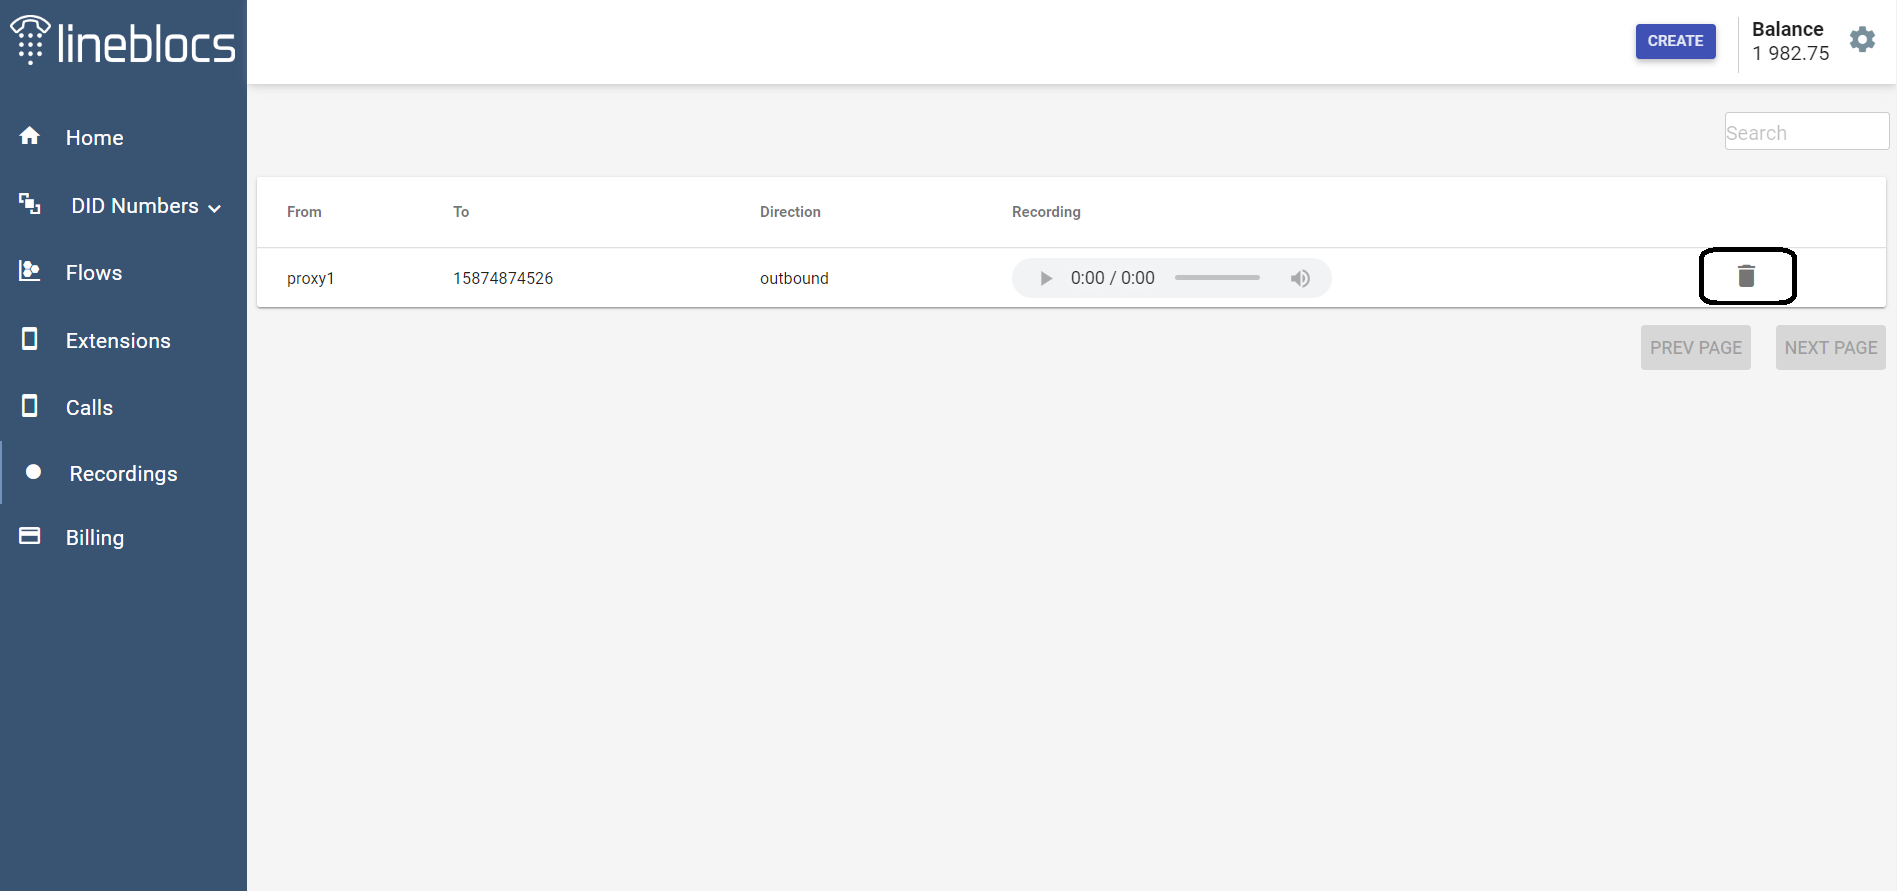 lineblocs
CREATE
Balance
1 982.75
Home
DID Numbers
Flows
Extensions
Calls
Recordings
Billing
Search
From To Direction Recording
proxy1 15874874526 outbound 0:00 / 0:00
PREV PAGE NEXT PAGE